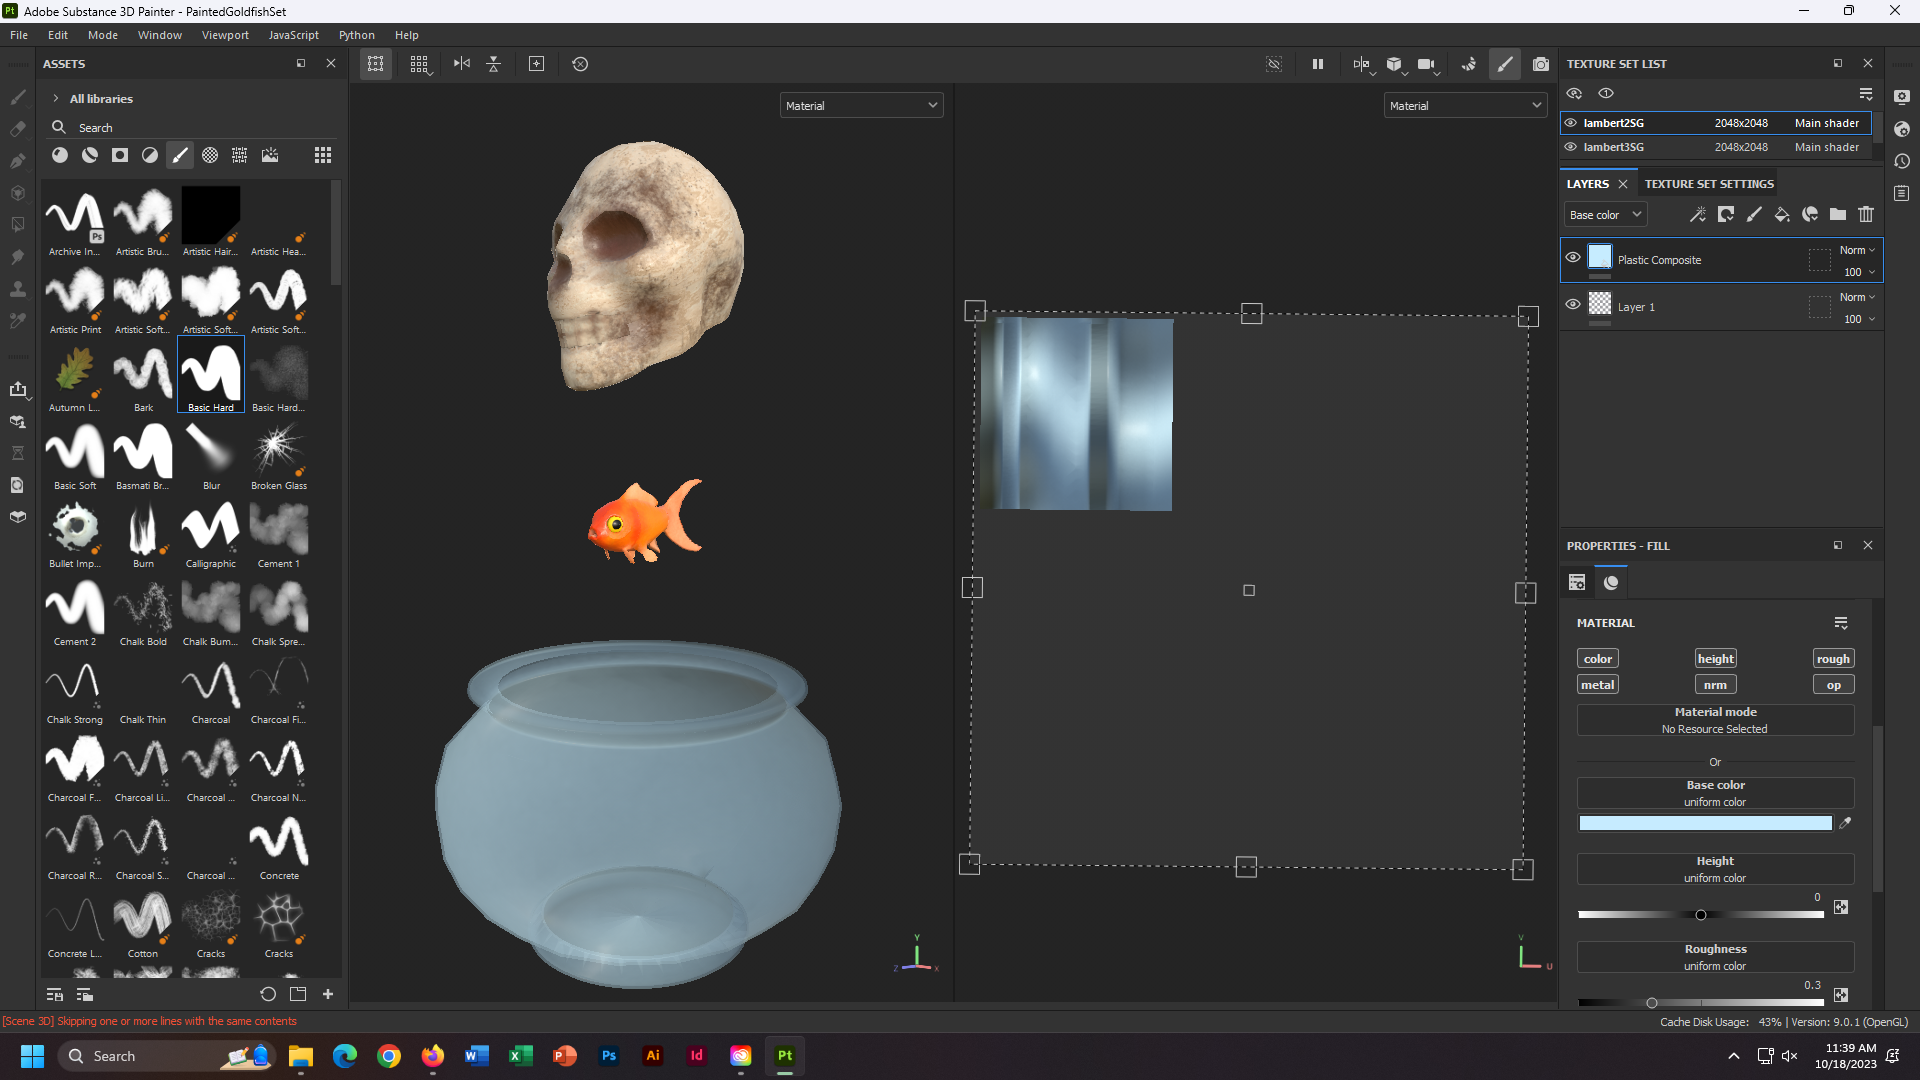 Pt Adobe Substance 3D Painter - PaintedGoldfishSet
File Edit Mode Window Viewport JavaScript Python Help
ASSETS
All libraries
Search
Archive In... Artistic Bru... Artistic Hair... Artistic Hea...
Artistic Print Artistic Soft... Artistic Soft... Artistic Soft...
Autumn L... Bark Basic Hard Basic Hard...
Basic Soft Basmati Br... Blur Broken Glass
Bullet Imp... Burn Calligraphic Cement 1
Cement 2 Chalk Bold Chalk Bum... Chalk Spre...
Chalk Strong Chalk Thin Charcoal Charcoal Fi...
Charcoal F... Charcoal Li... Charcoal ... Charcoal N...
Charcoal R... Charcoal S... Charcoal ... Concrete
Concrete L... Cotton Cracks Cracks
Ps
Material
Y
Z X
Material
V
U
TEXTURE SET LIST
lambert2SG 2048x2048 Main shader
lambert3SG 2048x2048 Main shader
LAYERS TEXTURE SET SETTINGS
Base color
Plastic Composite Norm
100
Layer 1 Norm
100
PROPERTIES - FILL
MATERIAL
color height rough
metal nrm op
Material mode
No Resource Selected
Or
Base color
uniform color
Height
uniform color
0
Roughness
uniform color
0.3
[Scene 3D] Skipping one or more lines with the same contents
Cache Disk Usage: 43% | Version: 9.0.1 (OpenGL)
Search
W X P Ps Ai Id Pt
11:39 AM
10/18/2023